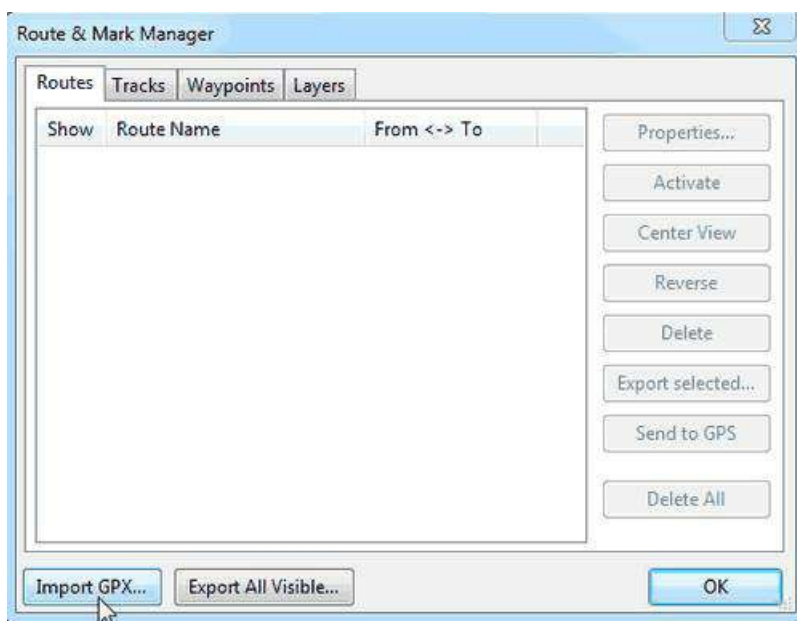 Route & Mark Manager
Routes Tracks Waypoints Layers
Show Route Name From <-> To
Properties...
Activate
Center View
Reverse
Delete
Export selected...
Send to GPS
Delete All
Import GPX... Export All Visible... OK